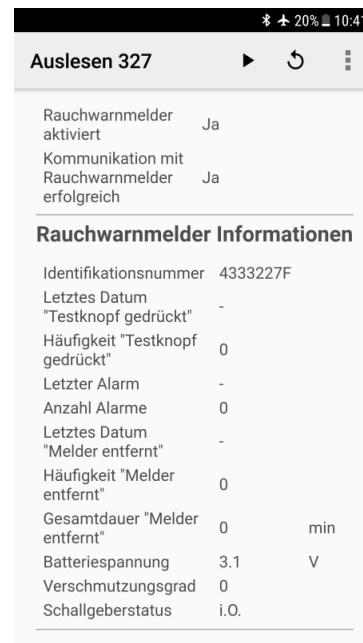 20% 10:41
Auslesen 327
Rauchwarnmelder
aktiviert Ja
Kommunikation mit
Rauchwarnmelder Ja
erfolgreich
Rauchwarnmelder Informationen
Identifikationsnummer 4333227F
Letztes Datum
"Testknopf gedrückt" -
Häufigkeit "Testknopf
gedrückt" 0
Letzter Alarm -
Anzahl Alarme 0
Letztes Datum
"Melder entfernt" -
Häufigkeit "Melder
entfernt" 0
Gesamtdauer "Melder
entfernt" 0 min
Batteriespannung 3.1 V
Verschmutzungsgrad 0
Schallgeberstatus i.O.